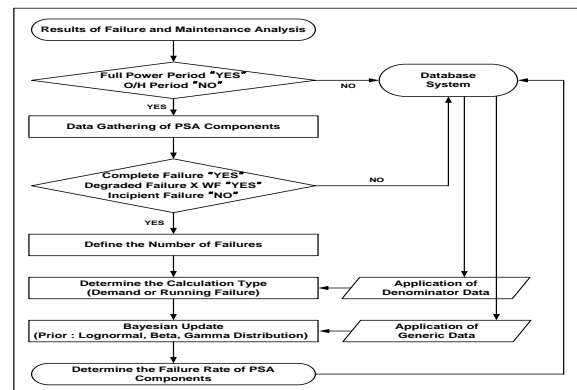 Results of Failure and Maintenance Analysis
Full Power Period “YES”
O/H Period “NO”
NO
Database
System
YES
Data Gathering of PSA Components
Complete Failure “YES”
Degraded Failure X WF “YES”
Incipient Failure “NO”
NO
YES
Define the Number of Failures
Determine the Calculation Type
(Demand or Running Failure)
Application of
Denominator Data
Bayesian Update
(Prior : Lognormal, Beta, Gamma Distribution)
Application of
Generic Data
Determine the Failure Rate of PSA
Components